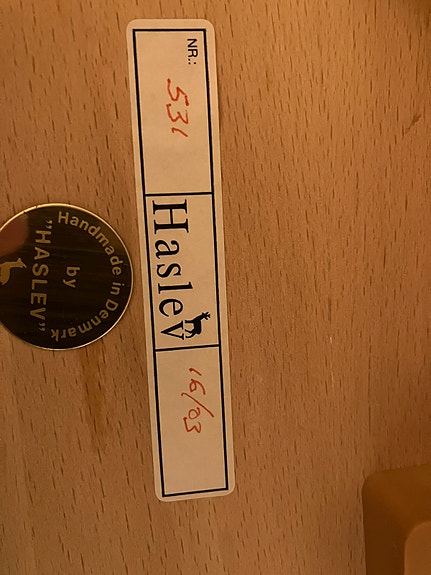 NR.:
531
Haslev
16/03
Handmade in Denmark
by
"HASLEV"